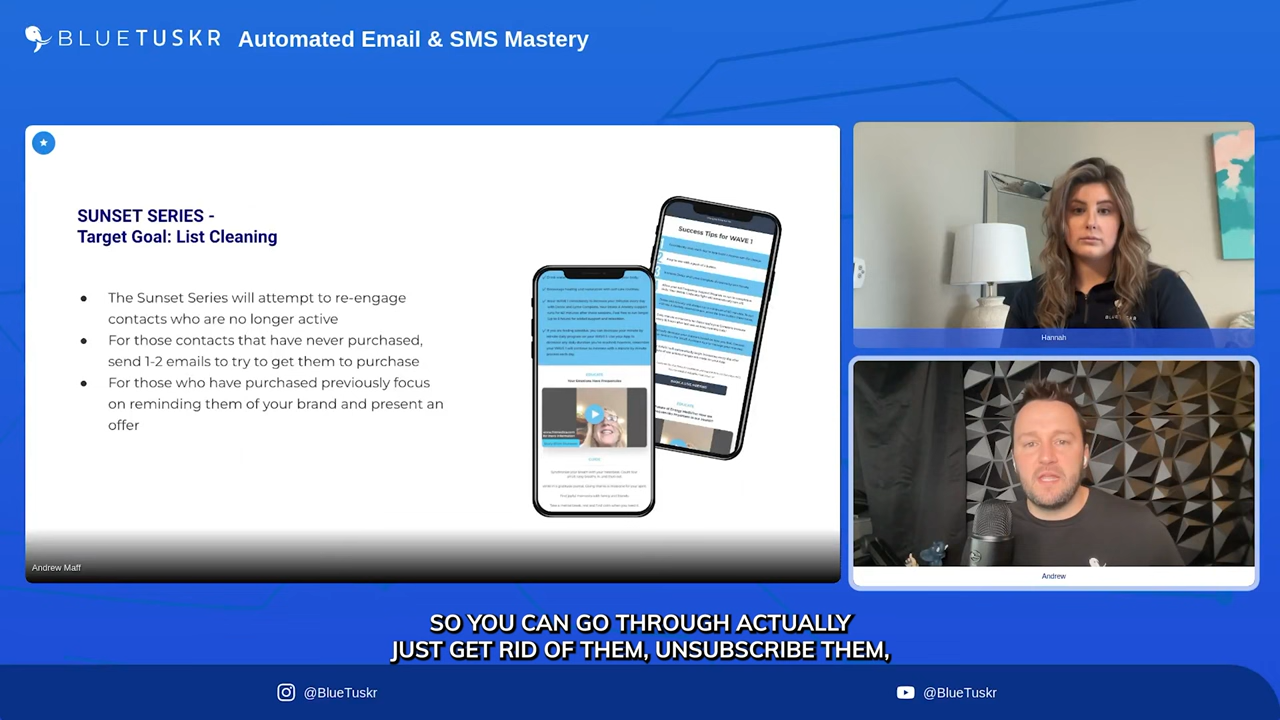 BLUETUSKR
Automated Email & SMS Mastery
SUNSET SERIES -
Target Goal: List Cleaning
● The Sunset Series will attempt to re-engage
contacts who are no longer active
● For those contacts that have never purchased,
send 1-2 emails to try to get them to purchase
● For those who have purchased previously focus
on reminding them of your brand and present an
offer
Success Tips for WAVE 1
Andrew Maff
Hannah
Andrew
SO YOU CAN GO THROUGH ACTUALLY
JUST GET RID OF THEM, UNSUBSCRIBE THEM,
@BlueTuskr
@BlueTuskr